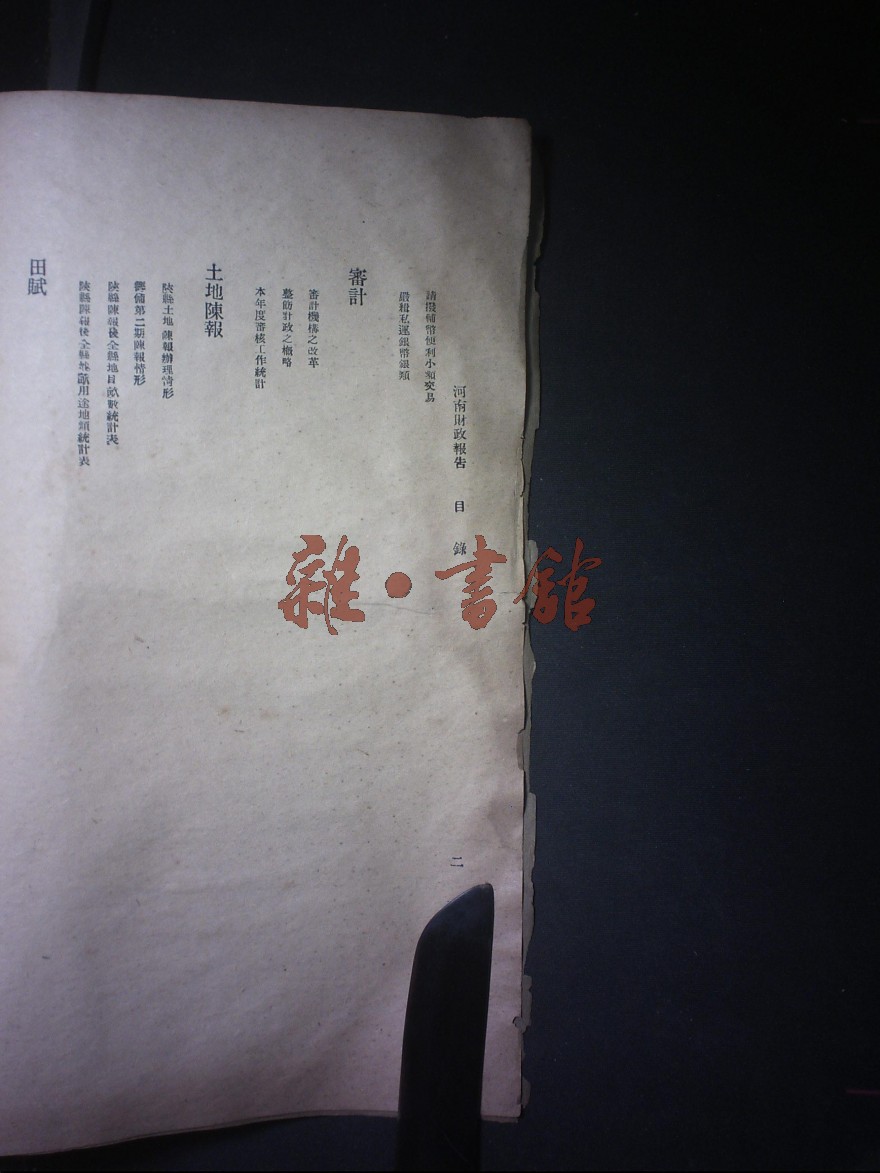 河南財政報告 目錄 二
請撥輔幣便利小額交易
嚴緝私運銀幣銀類
審計
審計機構之改革
整飭計政之概略
本年度審核工作統計
土地陳報
陝縣土地陳報辦理情形
籌備第二期陳報情形
陝縣陳報後全縣地目畝數統計表
陝縣陳報後全縣地畝用途地類統計表
田賦
雜·書館